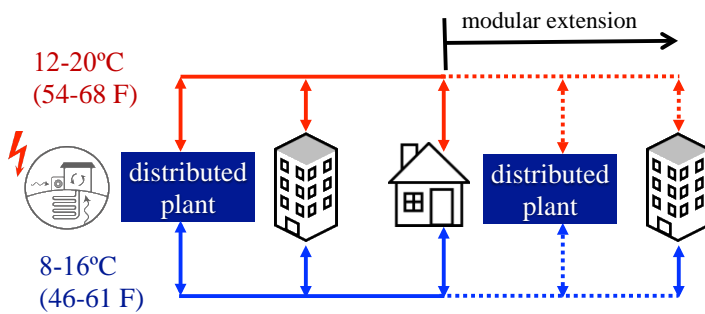 modular extension
12-20ºC
(54-68 F)
distributed
plant
distributed
plant
8-16ºC
(46-61 F)